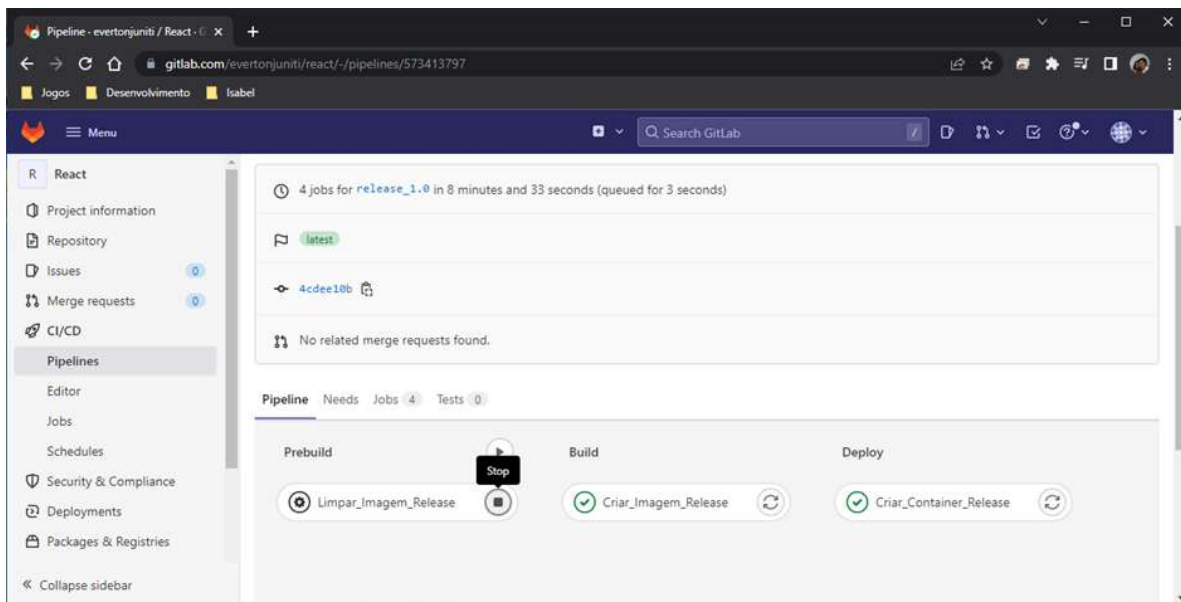 Pipeline · evertonjuniti / React · G
gitlab.com/evertonjuniti/react/-/pipelines/573413797
Jogos Desenvolvimento Isabel
Menu
Search GitLab
/
R React
Project information
Repository
Issues 0
Merge requests 0
CI/CD
Pipelines
Editor
Jobs
Schedules
Security & Compliance
Deployments
Packages & Registries
Collapse sidebar
4 jobs for release_1.0 in 8 minutes and 33 seconds (queued for 3 seconds)
latest
4cdee10b
No related merge requests found.
Pipeline Needs Jobs 4 Tests 0
Prebuild Build Deploy
Stop
Limpar_Imagem_Release Criar_Imagem_Release Criar_Container_Release